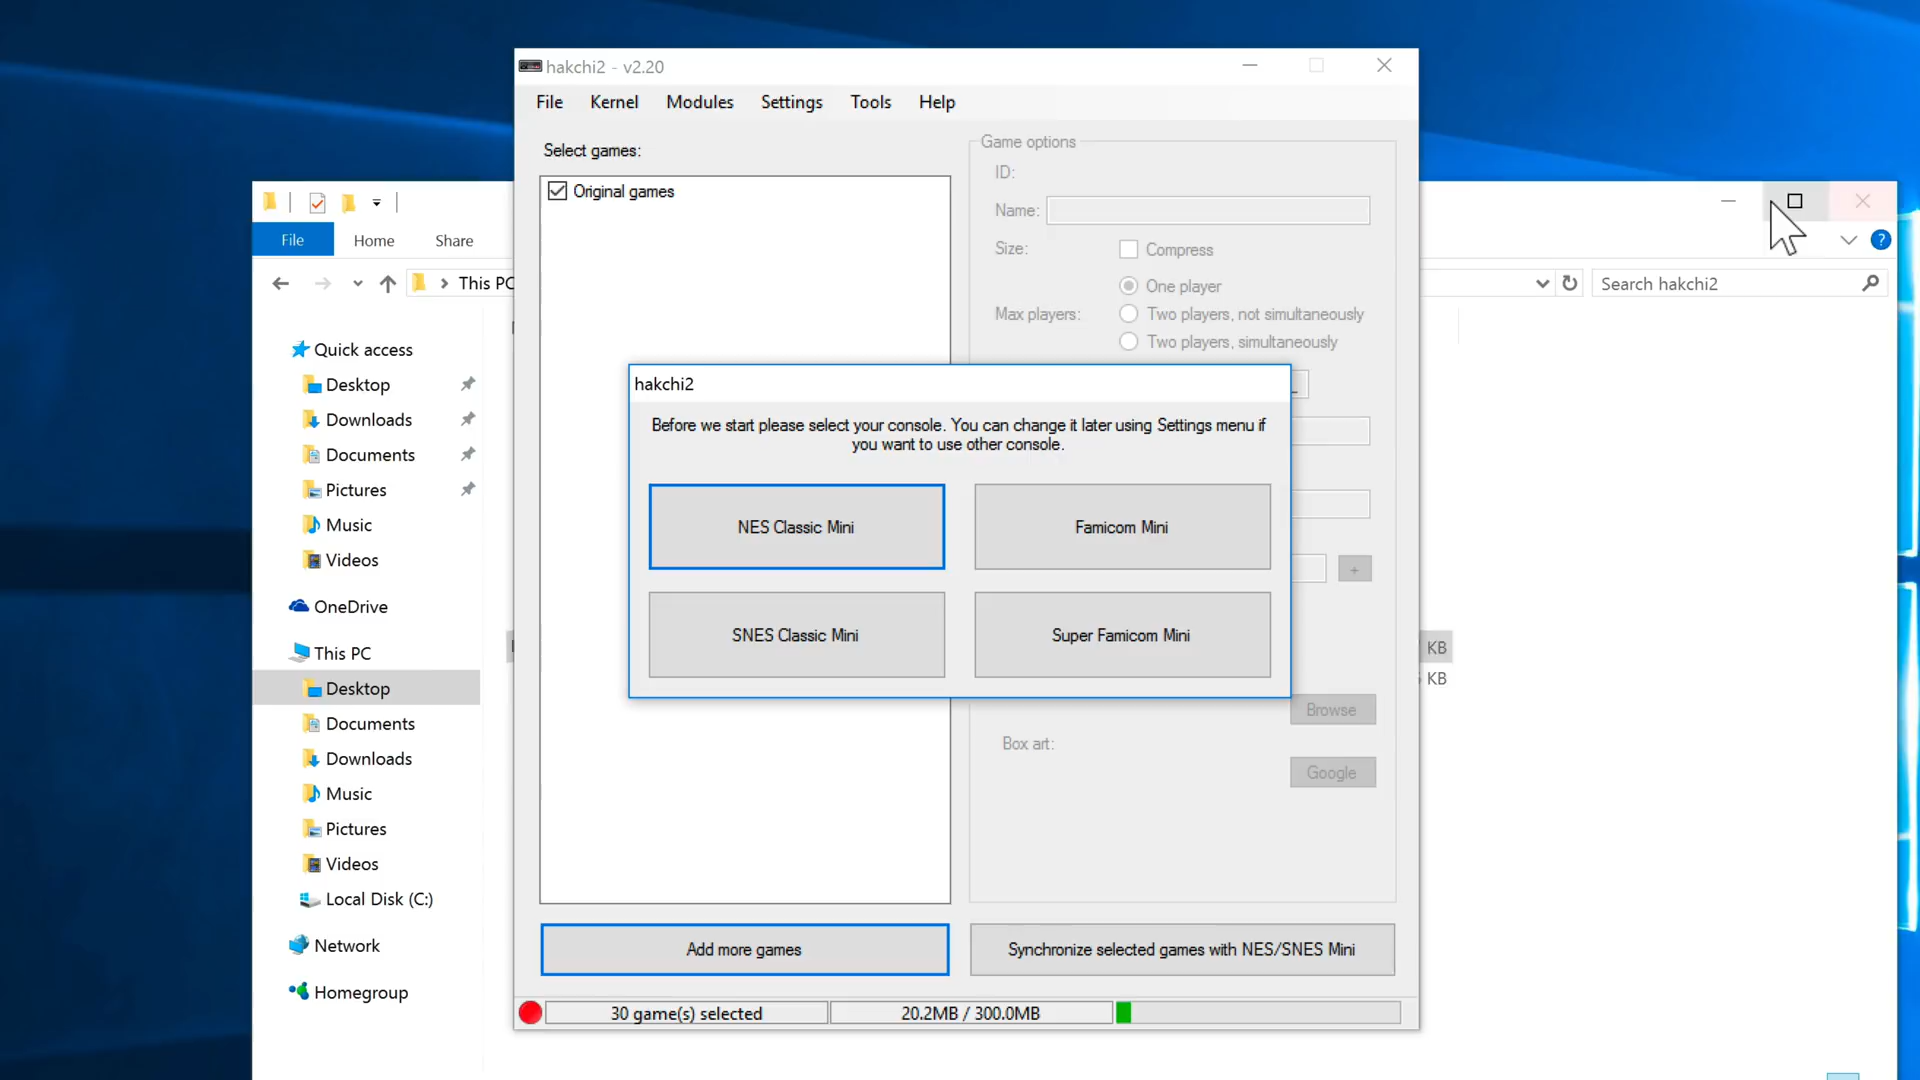 hakchi2 - v2.20
File Kernel Modules Settings Tools Help
Select games:
Original games
Game options
ID:
Name:
Size:
Compress
One player
Max players:
Two players, not simultaneously
Two players, simultaneously
hakchi2
Before we start please select your console. You can change it later using Settings menu if
you want to use other console.
NES Classic Mini
Famicom Mini
SNES Classic Mini
Super Famicom Mini
+
Browse
Box art:
Google
Add more games
Synchronize selected games with NES/SNES Mini
30 game(s) selected
20.2MB / 300.0MB
File Home Share
This PC
Search hakchi2
Quick access
Desktop
Downloads
Documents
Pictures
Music
Videos
OneDrive
This PC
Desktop
Documents
Downloads
Music
Pictures
Videos
Local Disk (C:)
Network
Homegroup
KB
KB